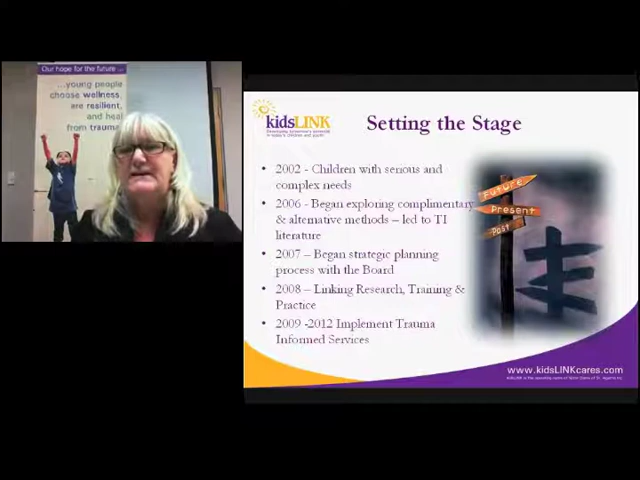 Our hope for the future ...
...young people
choose wellness,
are resilient,
and heal
from trauma
kidsLINK
Setting the Stage
• 2002 - Children with serious and
complex needs
• 2006 - Began exploring complimentary
& alternative methods – led to TI
literature
• 2007 – Began strategic planning
process with the Board
• 2008 – Linking Research, Training &
Practice
• 2009 -2012 Implement Trauma
Informed Services
Future
Present
Past
www.kidsLINKcares.com